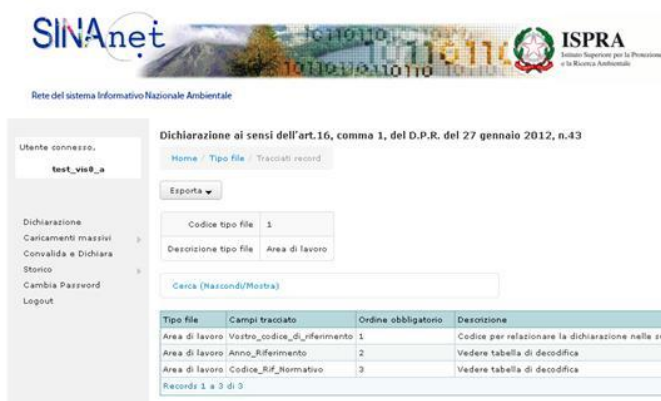 SINAnet
ISPRA
Istituto Superiore per la Protezione
e la Ricerca Ambientale
Rete del sistema Informativo Nazionale Ambientale
Utente connesso,
test_vis0_a
Dichiarazione
Caricamenti massivi
Convalida e Dichiara
Storico
Cambia Password
Logout
Dichiarazione ai sensi dell'art.16, comma 1, del D.P.R. del 27 gennaio 2012, n.43
Home / Tipo file / Tracciati record
Esporta
Codice tipo file 1
Descrizione tipo file Area di lavoro
Cerca (Nascondi/Mostra)
Tipo file Campi tracciato Ordine obbligatorio Descrizione
Area di lavoro Vostro_codice_di_riferimento 1 Codice per relazionare la dichiarazione nelle
Area di lavoro Anno_Riferimento 2 Vedere tabella di decodifica
Area di lavoro Codice_Rif_Normativo 3 Vedere tabella di decodifica
Records 1 a 3 di 3